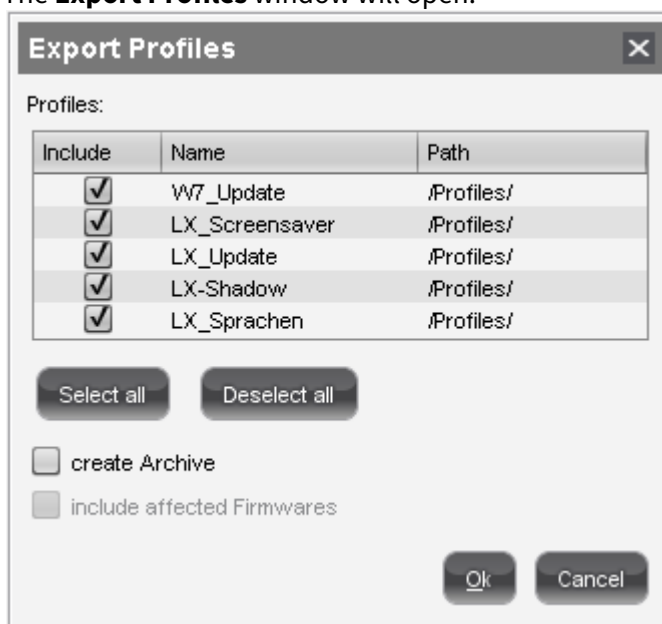 The Export Profiles window will open.
Export Profiles
Profiles:
Include Name Path
W7_Update /Profiles/
LX_Screensaver /Profiles/
LX_Update /Profiles/
LX-Shadow /Profiles/
LX_Sprachen /Profiles/
Select all Deselect all
create Archive
include affected Firmwares
Ok Cancel